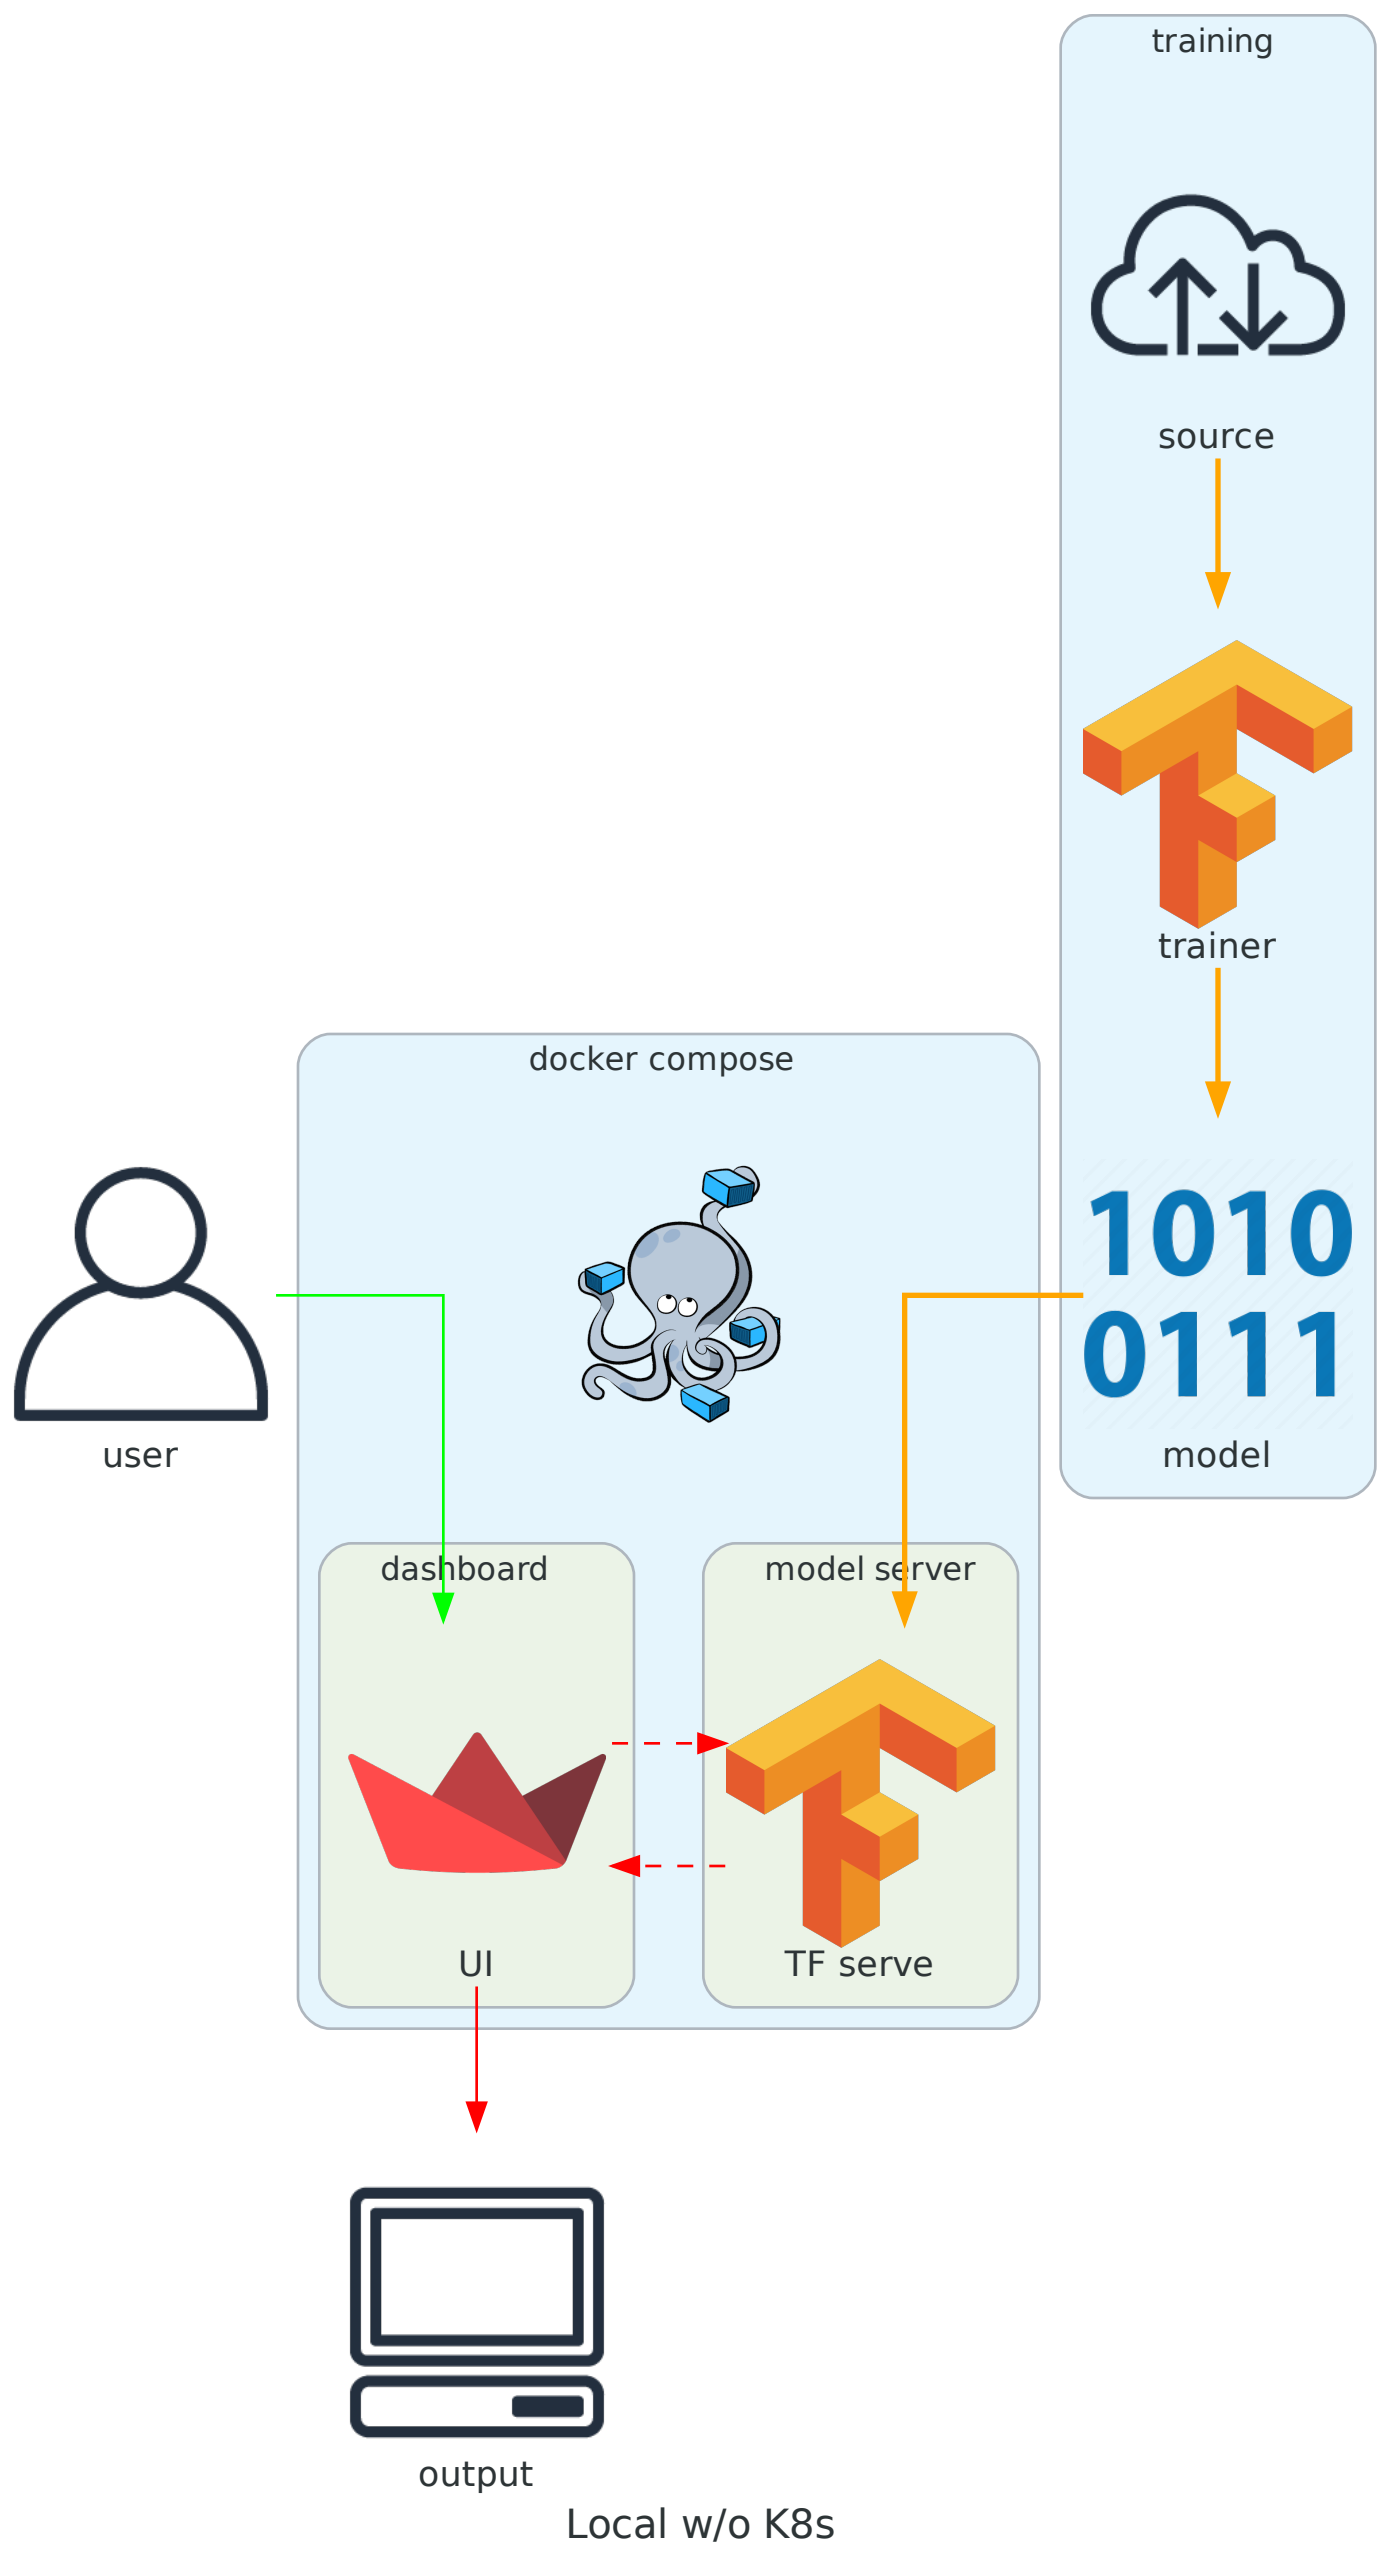 training
source
trainer
docker compose
1010
0111
user
model
dashboard
model server
UI
TF serve
output
Local w/o K8s